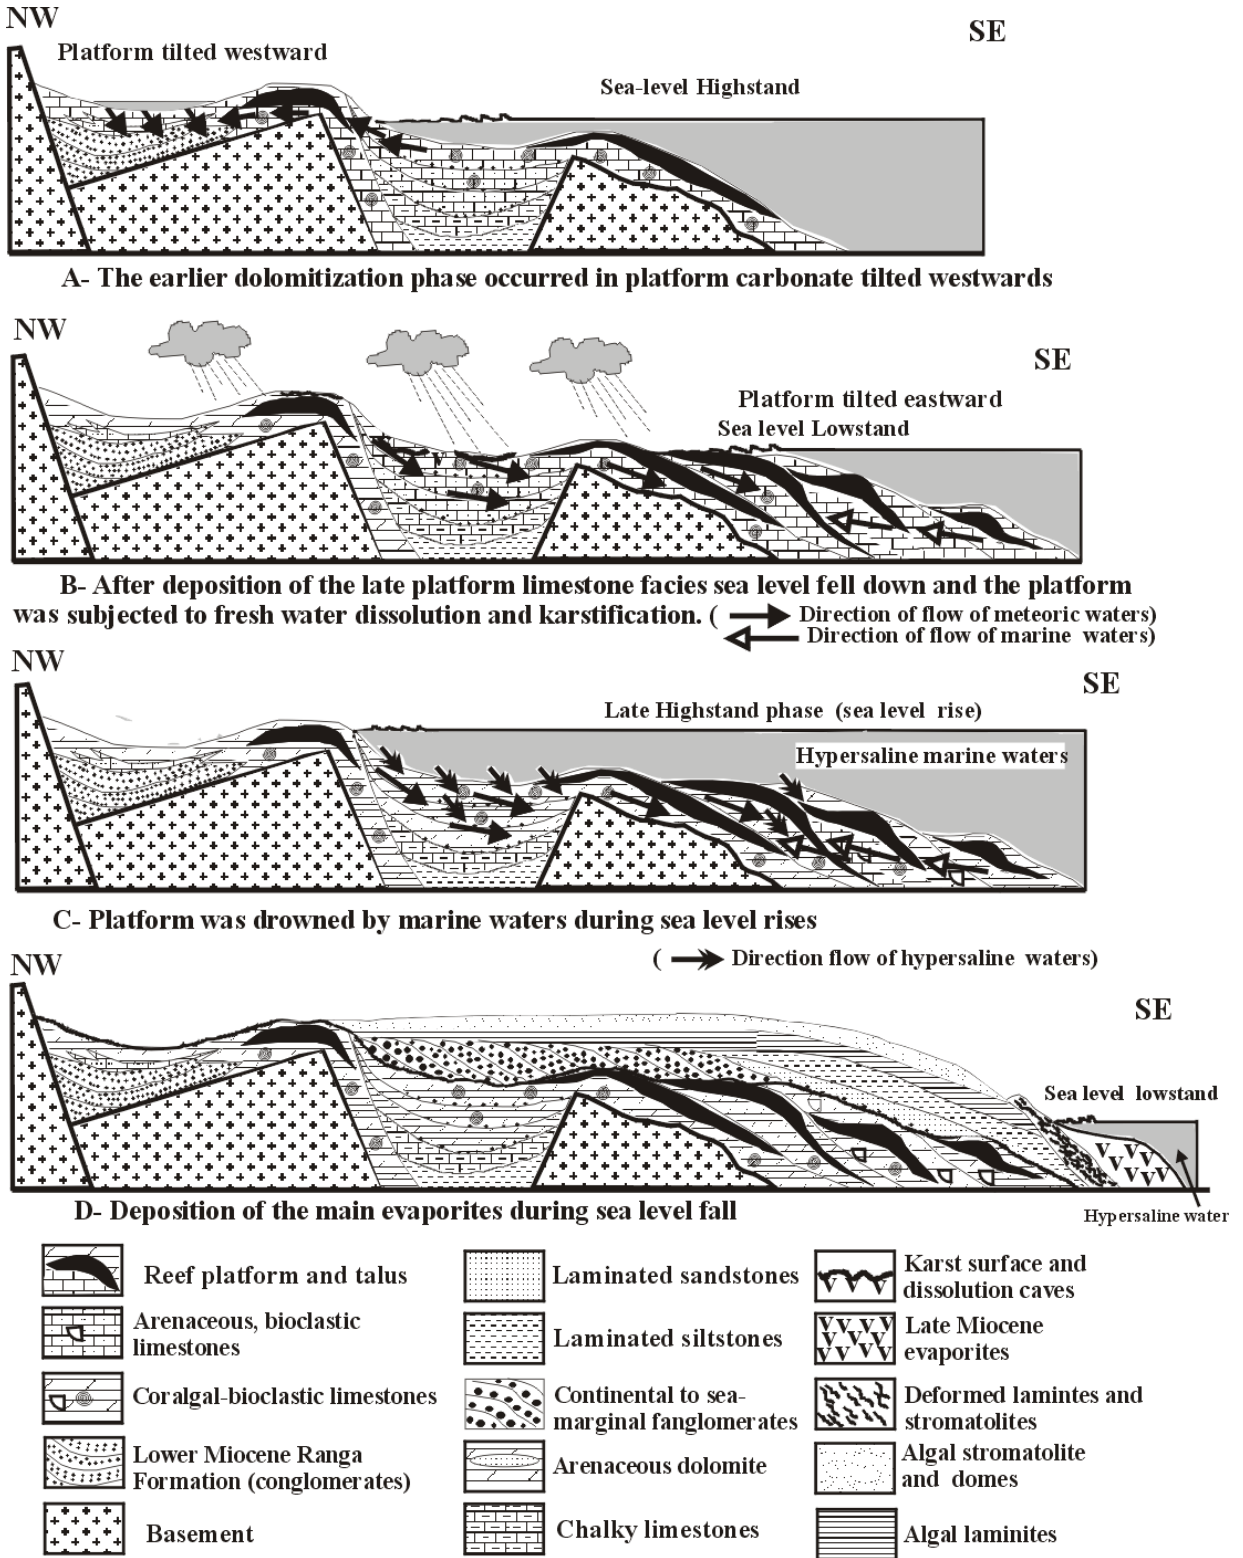 NW
SE
Platform tilted westward
Sea-level Highstand
A- The earlier dolomitization phase occurred in platform carbonate tilted westwards
NW
SE
Platform tilted eastward
Sea level Lowstand
B- After deposition of the late platform limestone facies sea level fell down and the platform
was subjected to fresh water dissolution and karstification. ( Direction of flow of meteoric waters)
Direction of flow of marine waters)
NW
SE
Late Highstand phase (sea level rise)
Hypersaline marine waters
C- Platform was drowned by marine waters during sea level rises
( Direction flow of hypersaline waters)
NW
SE
Sea level lowstand
D- Deposition of the main evaporites during sea level fall
Hypersaline water
Reef platform and talus
Arenaceous, bioclastic
limestones
Coralgal-bioclastic limestones
Lower Miocene Ranga
Formation (conglomerates)
Basement
Laminated sandstones
Laminated siltstones
Continental to sea-
marginal fanglomerates
Arenaceous dolomite
Chalky limestones
Karst surface and
dissolution caves
Late Miocene
evaporites
Deformed lamintes and
stromatolites
Algal stromatolite
and domes
Algal laminites